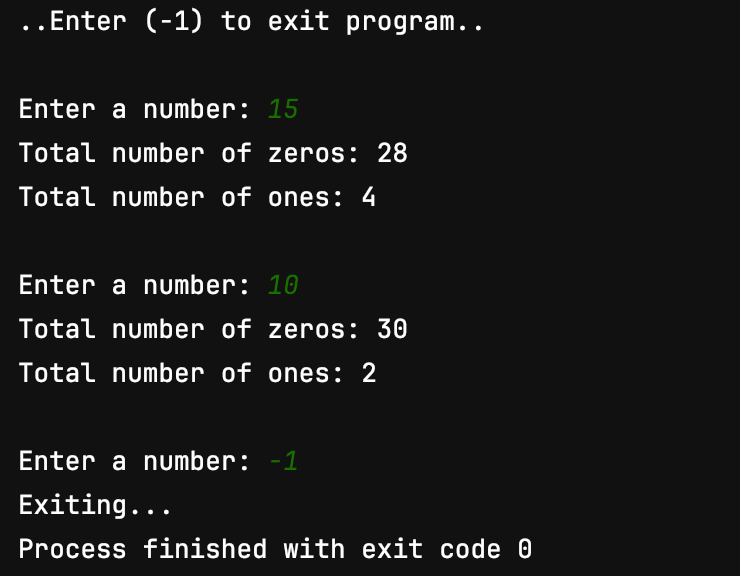 ..Enter (-1) to exit program..
Enter a number: 15
Total number of zeros: 28
Total number of ones: 4
Enter a number: 10
Total number of zeros: 30
Total number of ones: 2
Enter a number: -1
Exiting...
Process finished with exit code 0